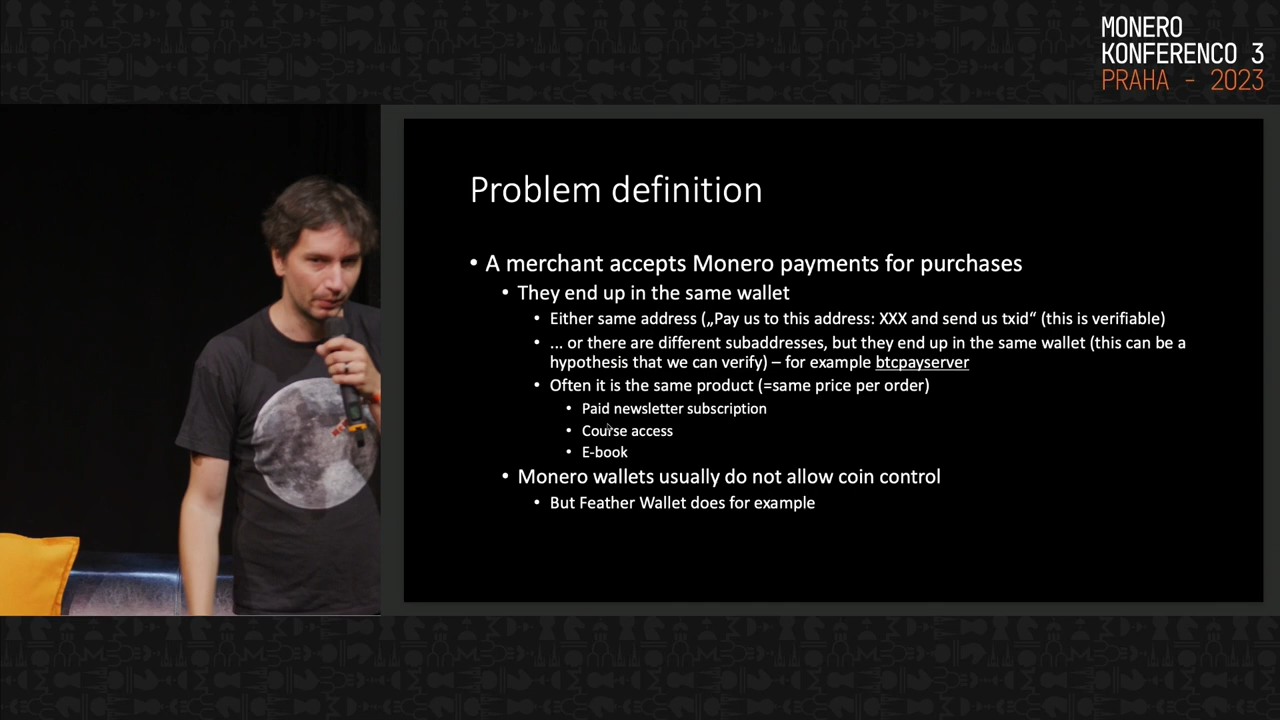 MONERO
KONFERENCO 3
PRAHA - 2023
Problem definition
• A merchant accepts Monero payments for purchases
• They end up in the same wallet
• Either same address („Pay us to this address: XXX and send us txid“ (this is verifiable)
• ... or there are different subaddresses, but they end up in the same wallet (this can be a
hypothesis that we can verify) – for example btcpayserver
• Often it is the same product (=same price per order)
• Paid newsletter subscription
• Course access
• E-book
• Monero wallets usually do not allow coin control
• But Feather Wallet does for example